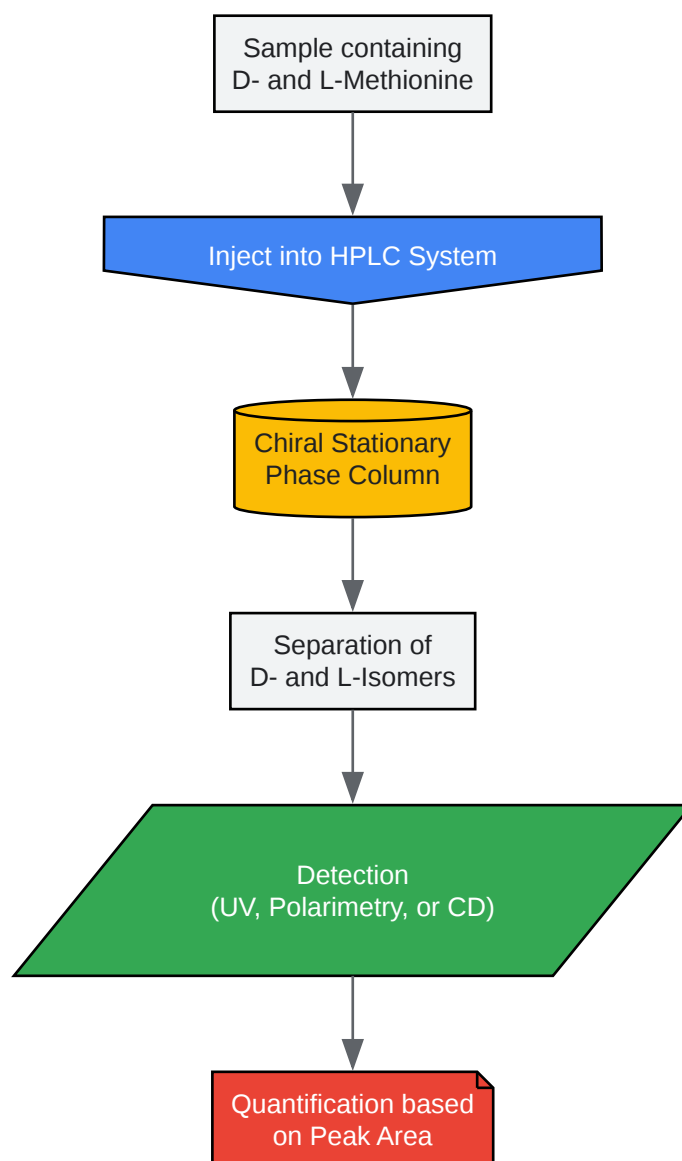 Sample containing
D- and L-Methionine
Inject into HPLC System
Chiral Stationary
Phase Column
Separation of
D- and L-Isomers
Detection
(UV, Polarimetry, or CD)
Quantification based
on Peak Area